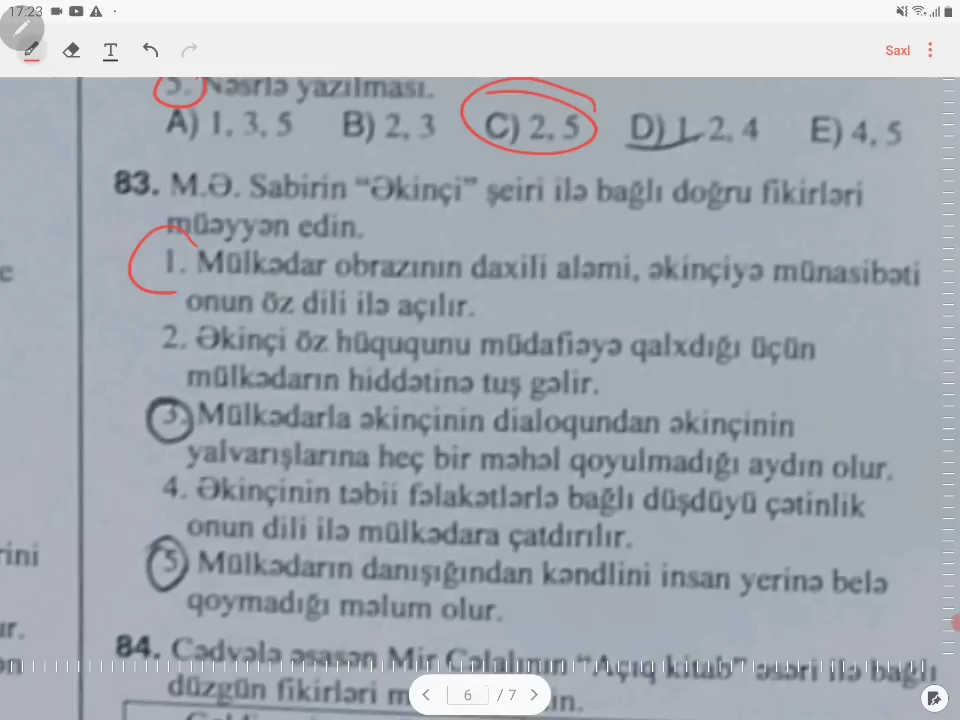 17:23
T
Saxl
5. Nəsrlə yazılması.
A) 1, 3, 5 B) 2, 3 C) 2, 5 D) 1, 2, 4 E) 4, 5
83. M.Ə. Sabirin “Əkinçi” şeiri ilə bağlı doğru fikirləri
müəyyən edin.
1. Mülkədar obrazının daxili aləmi, əkinçiyə münasibəti
onun öz dili ilə açılır.
2. Əkinçi öz hüququnu müdafiəyə qalxdığı üçün
mülkədarın hiddətinə tuş gəlir.
3. Mülkədarla əkinçinin dialoqundan əkinçinin
yalvarışlarına heç bir məhəl qoyulmadığı aydın olur.
4. Əkinçinin təbii fəlakətlərlə bağlı düşdüyü çətinlik
onun dili ilə mülkədara çatdırılır.
5. Mülkədarın danışığından kəndlini insan yerinə belə
qoymadığı məlum olur.
84. Cədvələ əsasən Mir Cəlalının “Açıq kitab” əsəri ilə bağlı
düzgün fikirləri
6 / 7